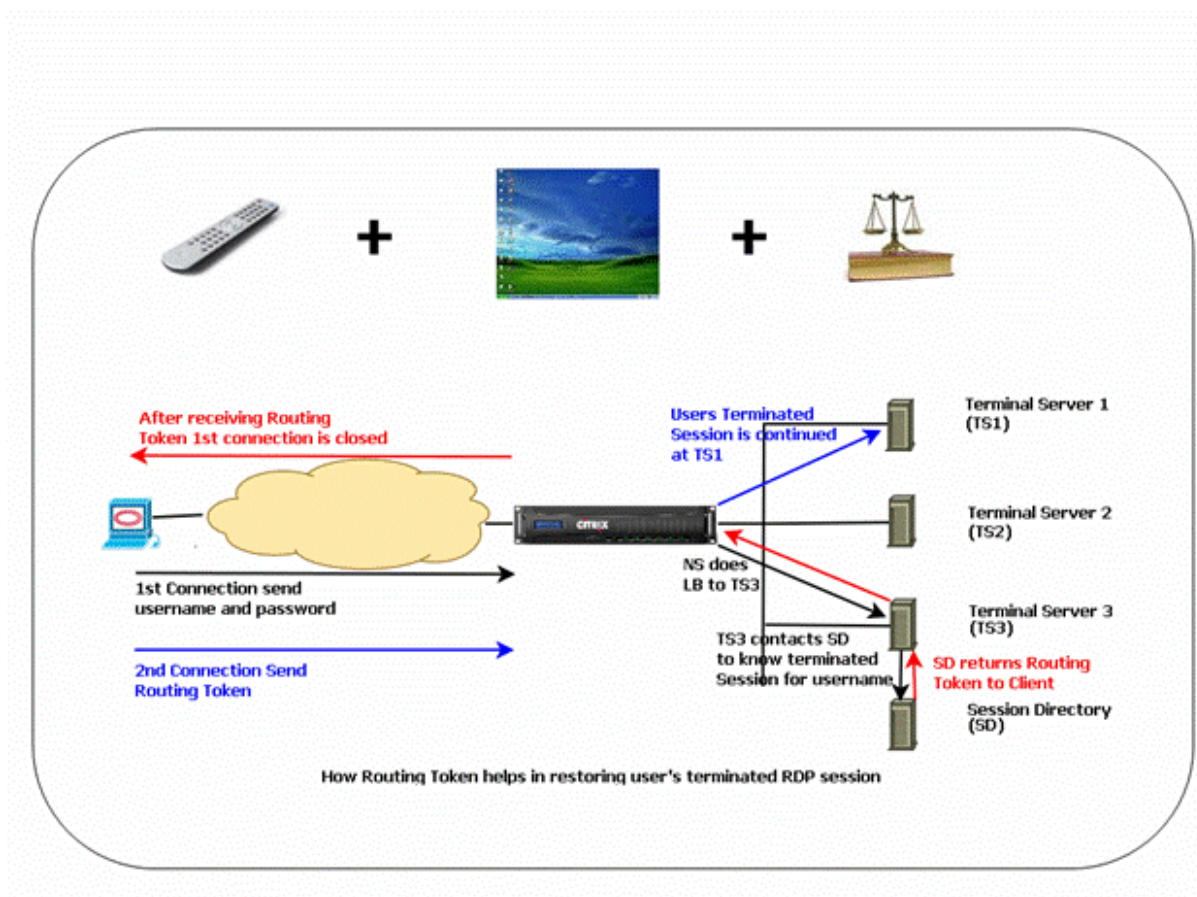 After receiving Routing
Token 1st connection is closed
Users Terminated
Session is continued
at TS1
Terminal Server 1
(TS1)
CITRIX
Terminal Server 2
(TS2)
NS does
LB to TS3
1st Connection send
username and password
Terminal Server 3
(TS3)
TS3 contacts SD
to know terminated
Session for username
2nd Connection Send
Routing Token
SD returns Routing
Token to Client
Session Directory
(SD)
How Routing Token helps in restoring user's terminated RDP session